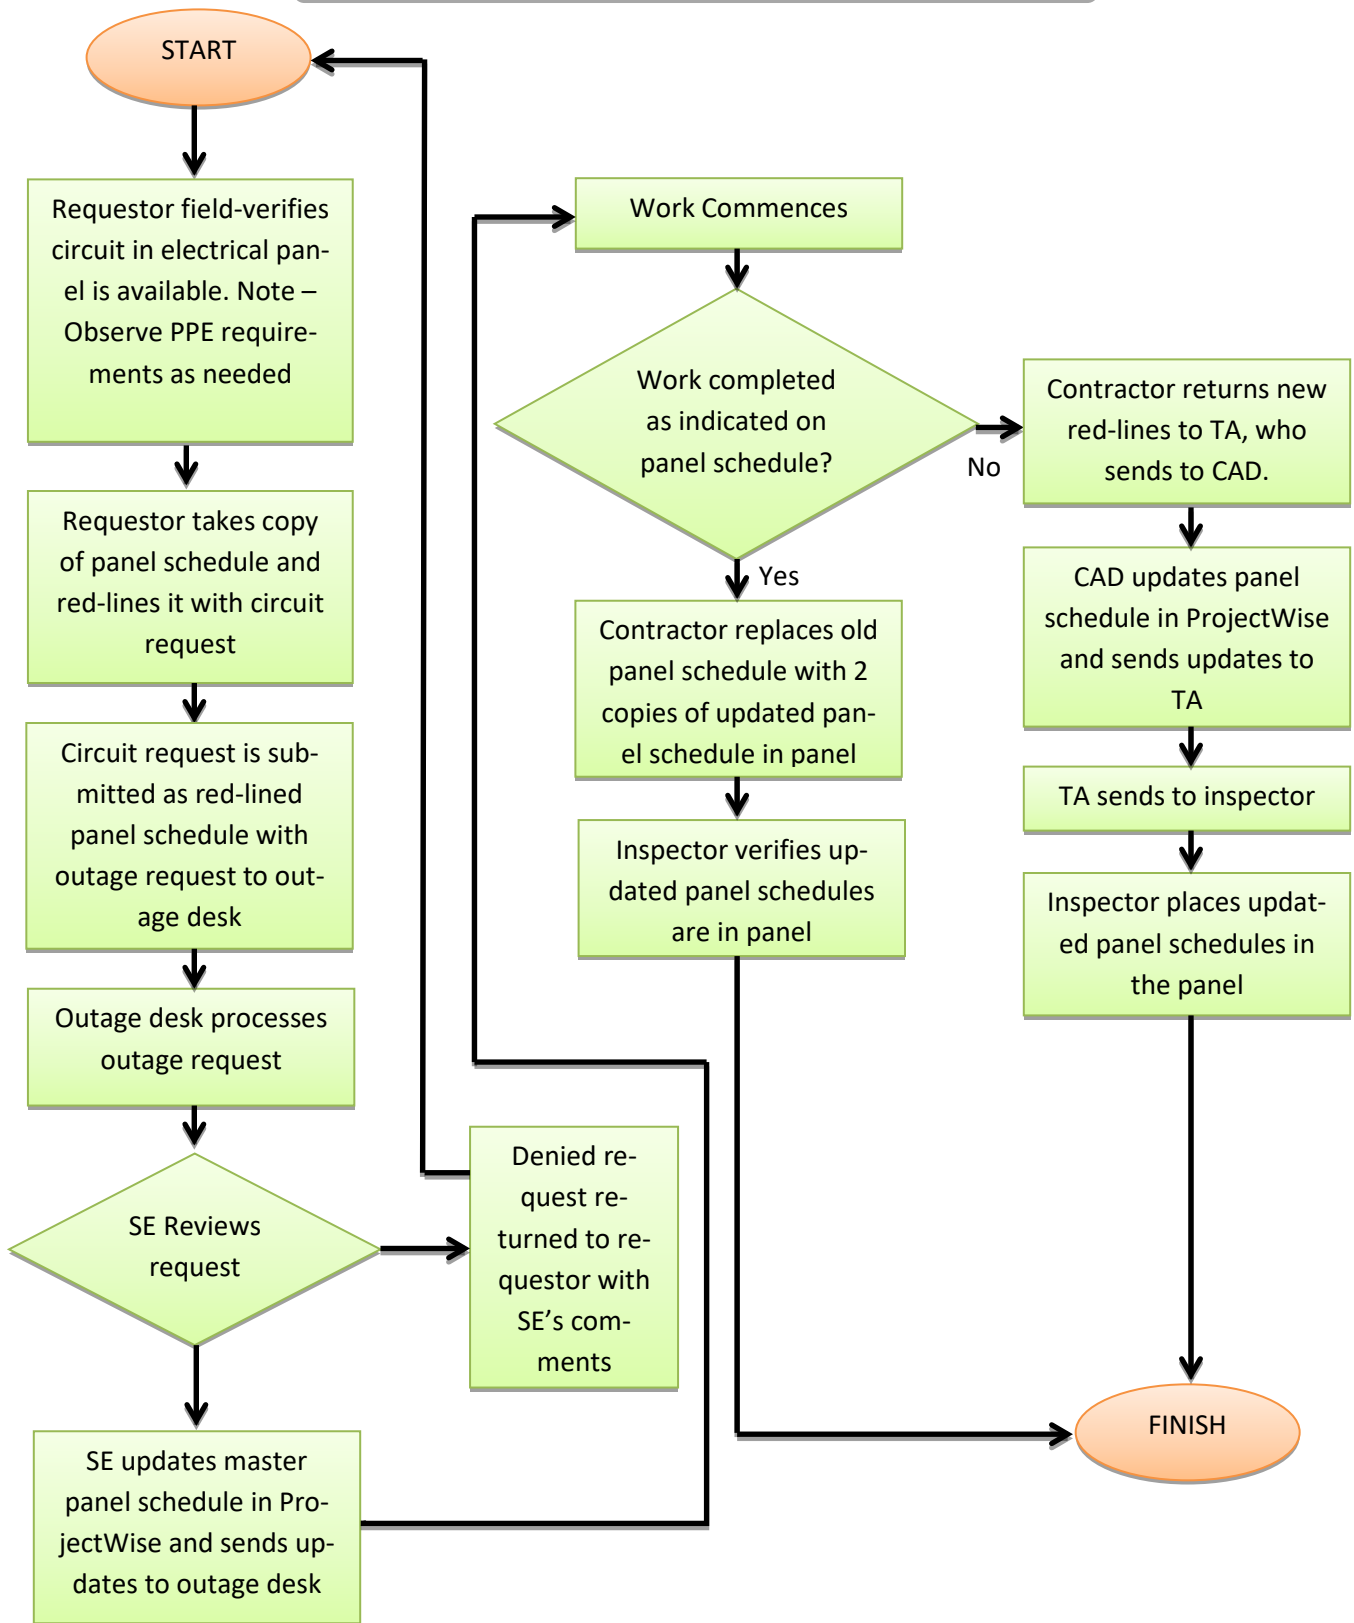 START
Requestor field-verifies
circuit in electrical pan-
el is available. Note –
Observe PPE require-
ments as needed
Requestor takes copy
of panel schedule and
red-lines it with circuit
request
Circuit request is sub-
mitted as red-lined
panel schedule with
outage request to out-
age desk
Outage desk processes
outage request
SE Reviews
request
Denied re-
quest re-
turned to re-
questor with
SE’s com-
ments
SE updates master
panel schedule in Pro-
jectWise and sends up-
dates to outage desk
Work Commences
Work completed
as indicated on
panel schedule?
No
Yes
Contractor replaces old
panel schedule with 2
copies of updated pan-
el schedule in panel
Inspector verifies up-
dated panel schedules
are in panel
Contractor returns new
red-lines to TA, who
sends to CAD.
CAD updates panel
schedule in ProjectWise
and sends updates to
TA
TA sends to inspector
Inspector places updat-
ed panel schedules in
the panel
FINISH